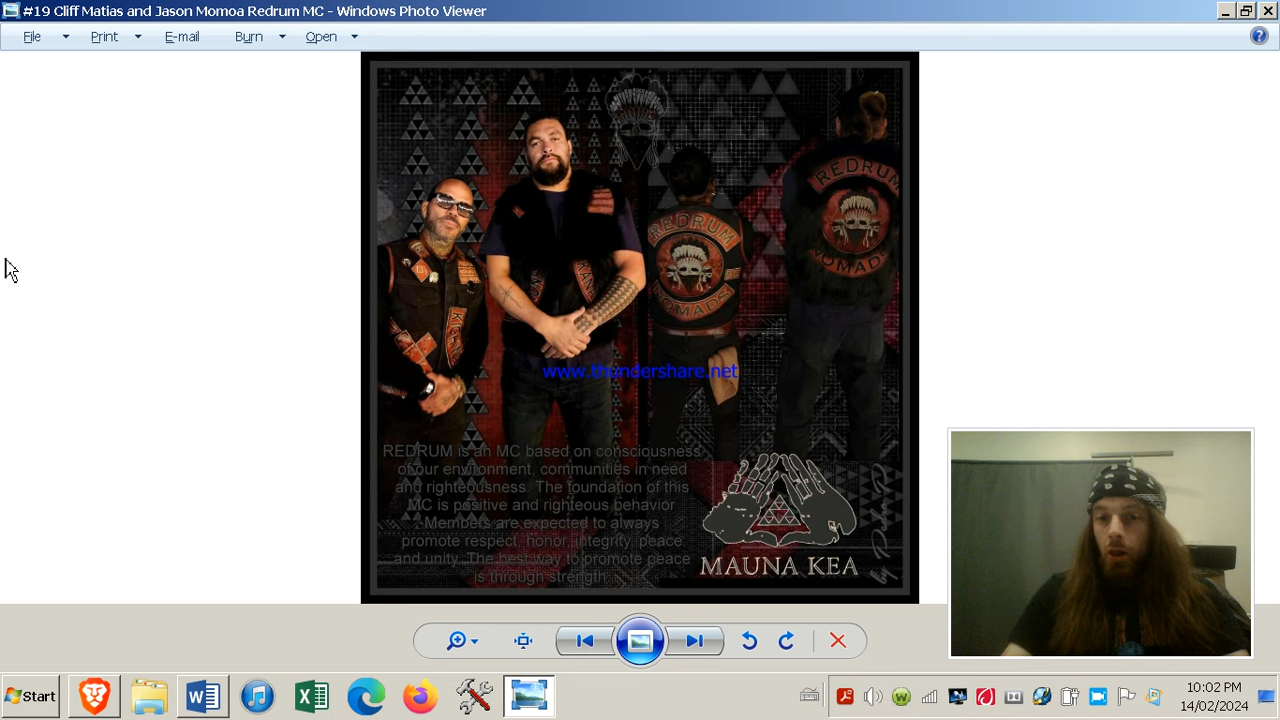 #19 Cliff Matias and Jason Momoa Redrum MC - Windows Photo Viewer
File Print E-mail Burn Open
REDRUM
NOMADS
REDRUM
NOMADS
www.thundershare.net
REDRUM is an MC based on consciousness
of our environment, communities in need
and righteousness. The foundation of this
MC is positive and righteous behavior
Members are expected to always
promote respect, honor, integrity, peace
and unity. The best way to promote peace
is through strength
MAUNA KEA
Start
10:02 PM
14/02/2024